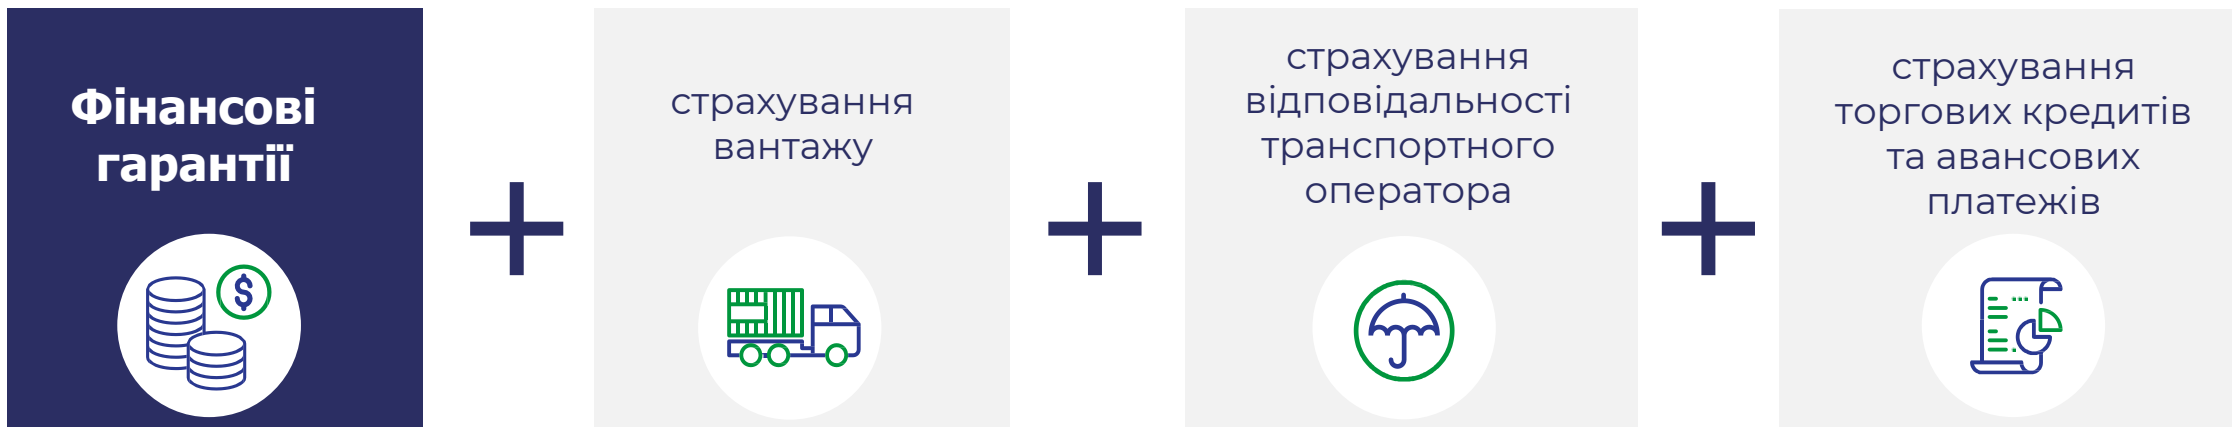 Фінансові
гарантії
+
страхування
вантажу
+
страхування
відповідальності
транспортного
оператора
+
страхування
торгових кредитів
та авансових
платежів
$